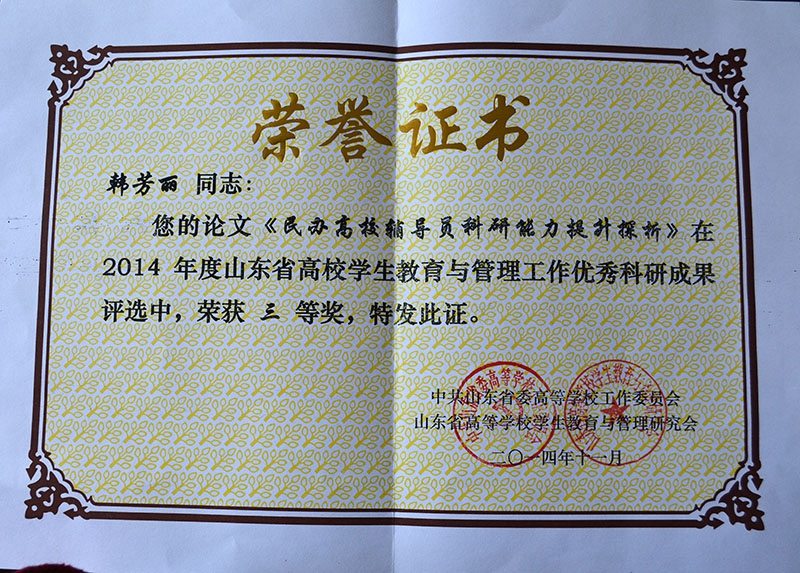 荣誉证书
韩芳丽 同志：
您的论文《民办高校辅导员科研能力提升探析》在
2014 年度山东省高校学生教育与管理工作优秀科研成果
评选中，荣获 三 等奖，特发此证。
中共山东省委高等学校工作委员会
山东省高等学校学生教育与管理研究会
二〇一四年十一月